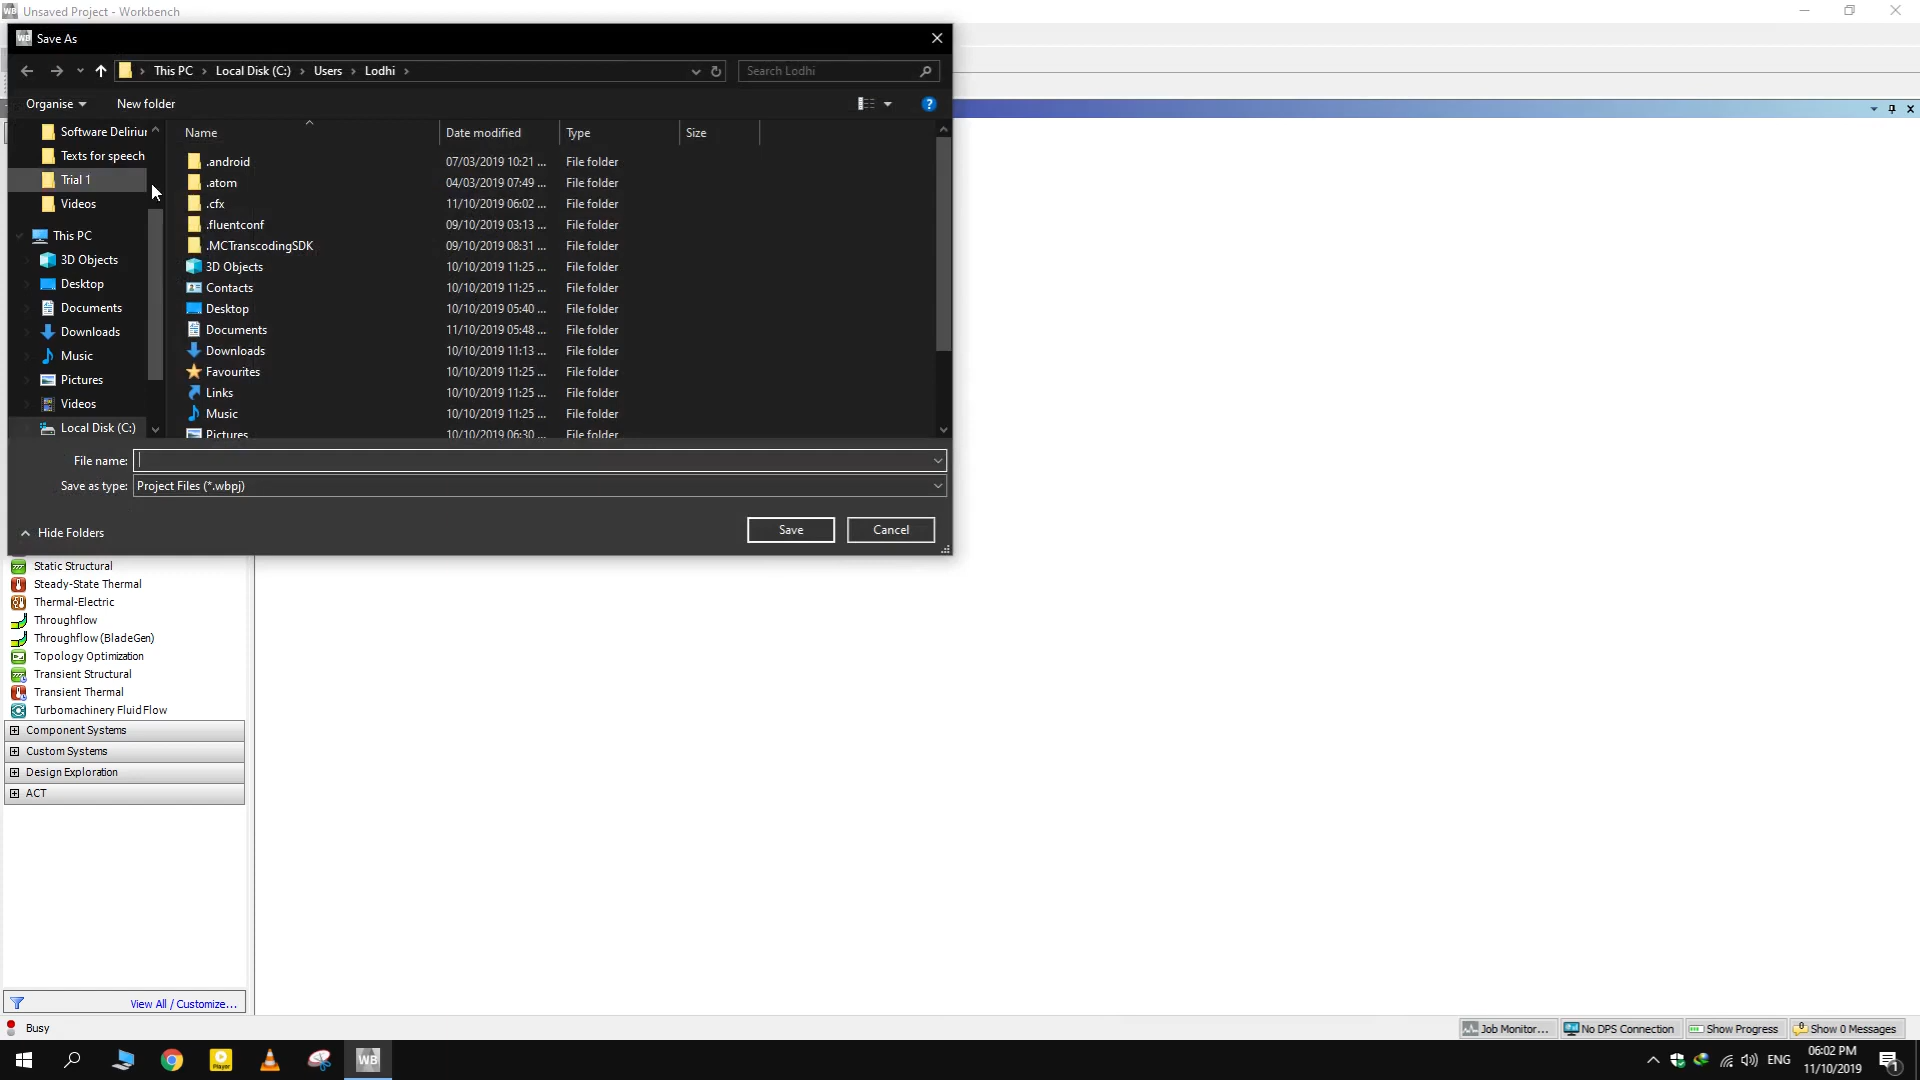 Unsaved Project - Workbench
Save As
This PC
Local Disk (C:)
Users
Lodhi
Search Lodhi
Organise
New folder
Software Deliriur
Texts for speech
Trial 1
Videos
This PC
3D Objects
Desktop
Documents
Downloads
Music
Pictures
Videos
Local Disk (C:)
Name Date modified Type Size
.android 07/03/2019 10:21 ... File folder
.atom 04/03/2019 07:49 ... File folder
.cfx 11/10/2019 06:02 ... File folder
.fluentconf 09/10/2019 03:13 ... File folder
.MCTranscodingSDK 09/10/2019 08:31 ... File folder
3D Objects 10/10/2019 11:25 ... File folder
Contacts 10/10/2019 11:25 ... File folder
Desktop 10/10/2019 05:40 ... File folder
Documents 11/10/2019 05:48 ... File folder
Downloads 10/10/2019 11:13 ... File folder
Favourites 10/10/2019 11:25 ... File folder
Links 10/10/2019 11:25 ... File folder
Music 10/10/2019 11:25 ... File folder
Pictures 10/10/2019 06:30 ... File folder
File name:
Save as type: Project Files (*.wbpj)
Hide Folders
Save
Cancel
Static Structural
Steady-State Thermal
Thermal-Electric
Throughflow
Throughflow (BladeGen)
Topology Optimization
Transient Structural
Transient Thermal
Turbomachinery Fluid Flow
Component Systems
Custom Systems
Design Exploration
ACT
View All / Customize...
Busy
Job Monitor...
No DPS Connection
Show Progress
Show 0 Messages
WB
Player
ENG
06:02 PM
11/10/2019
1